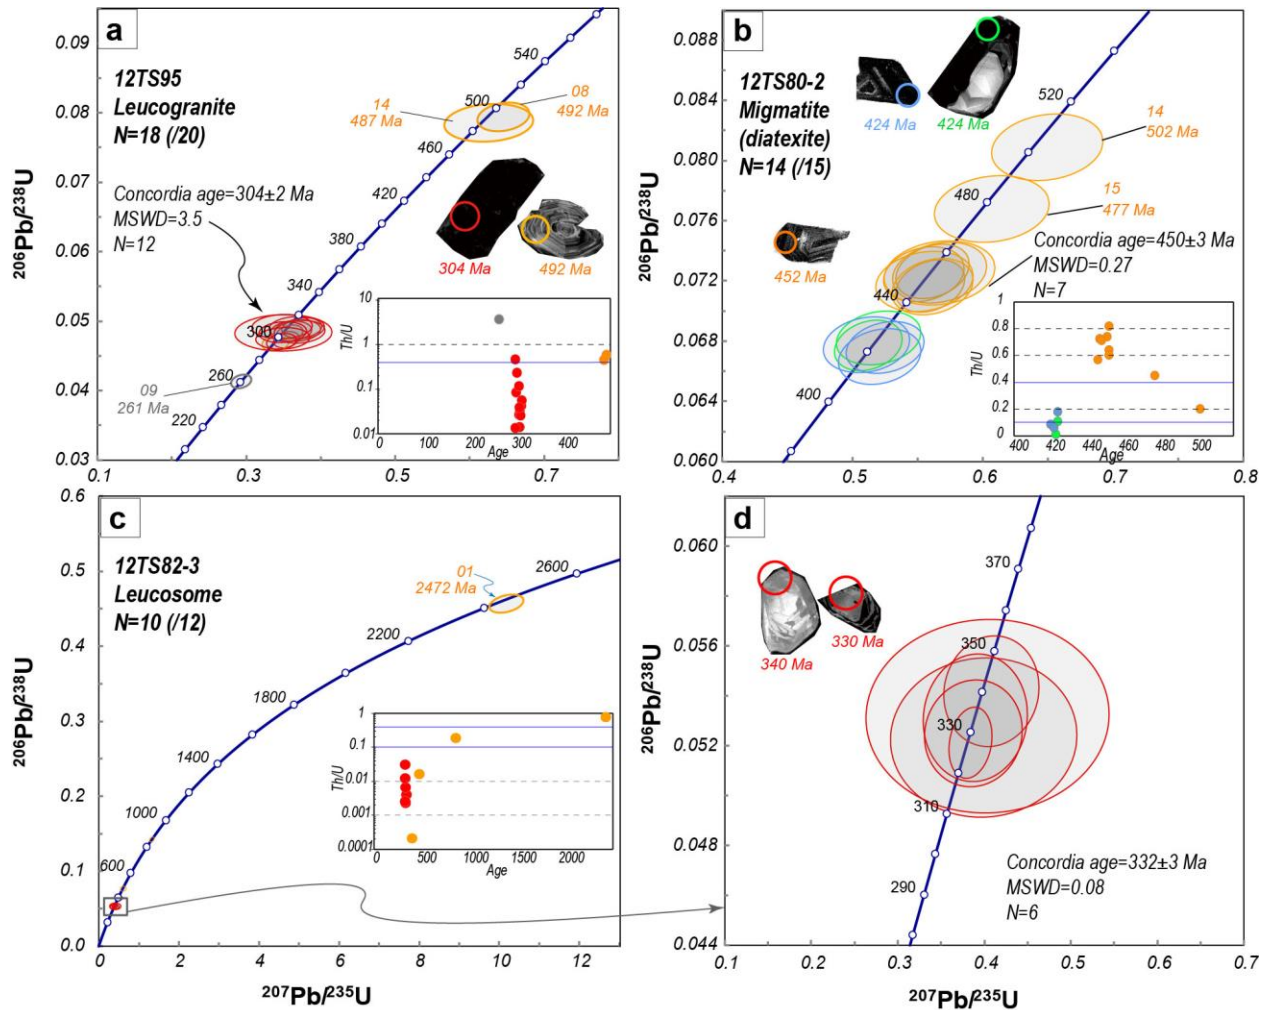 a
12TS95
Leucogranite
N=18 (/20)
Concordia age=304±2 Ma
MSWD=3.5
N=12
14
487 Ma
08
492 Ma
304 Ma
492 Ma
09
261 Ma
540
500
460
420
380
340
300
260
220
0.09
0.08
0.07
0.06
0.05
0.04
0.03
0.1
0.3
0.5
0.7
206Pb/238U
Th/U
10
1
0.1
0.01
0
100
200
300
400
Age
b
12TS80-2
Migmatite
(diatexite)
N=14 (/15)
424 Ma
424 Ma
452 Ma
14
502 Ma
15
477 Ma
Concordia age=450±3 Ma
MSWD=0.27
N=7
520
480
440
400
0.088
0.084
0.080
0.076
0.072
0.068
0.064
0.060
0.4
0.5
0.6
0.7
0.8
206Pb/238U
Th/U
1
0.8
0.6
0.4
0.2
0
400
420
440
460
480
500
Age
c
12TS82-3
Leucosome
N=10 (/12)
01
2472 Ma
2600
2200
1800
1400
1000
600
0.6
0.5
0.4
0.3
0.2
0.1
0.0
0
2
4
6
8
10
12
206Pb/238U
207Pb/235U
Th/U
1
0.1
0.01
0.001
0.0001
0
500
1000
1500
2000
Age
d
340 Ma
330 Ma
370
350
330
310
290
Concordia age=332±3 Ma
MSWD=0.08
N=6
0.060
0.056
0.052
0.048
0.044
0.1
0.2
0.3
0.4
0.5
0.6
0.7
206Pb/238U
207Pb/235U